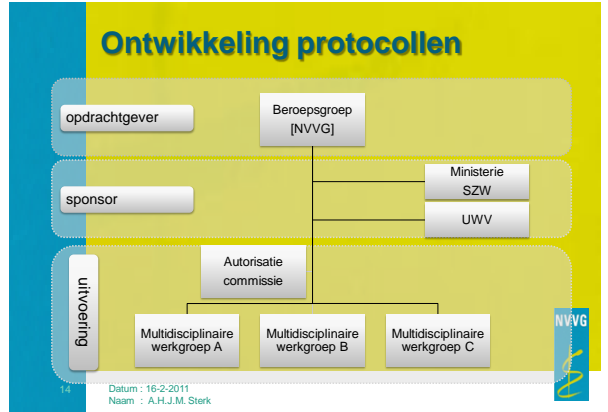 Ontwikkeling protocollen
opdrachtgever
Beroepsgroep
[NVVG]
sponsor
Ministerie
SZW
UWV
uitvoering
Autorisatie
commissie
Multidisciplinaire
werkgroep A
Multidisciplinaire
werkgroep B
Multidisciplinaire
werkgroep C
NVVG
14
Datum : 16-2-2011
Naam : A.H.J.M. Sterk